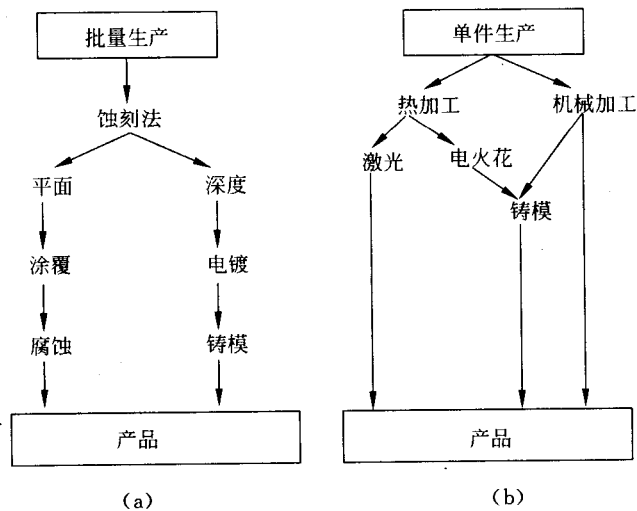 批量生产
蚀刻法
平面
深度
涂覆
电镀
腐蚀
铸模
产品
(a)
单件生产
热加工
机械加工
激光
电火花
铸模
产品
(b)